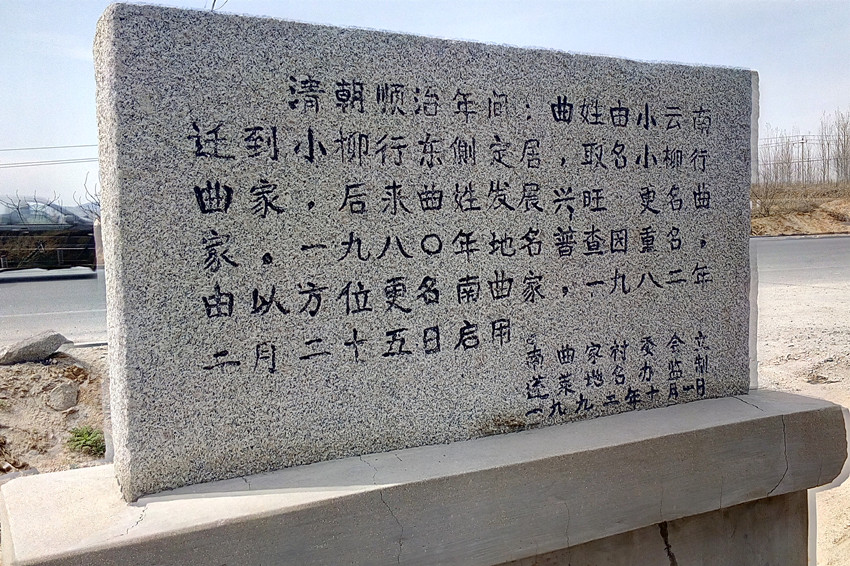 清朝顺治年间:曲姓由小云南
迁到小柳行东侧定居,取名小柳行
曲家,后来曲姓发展兴旺更名曲
家。一九八〇年地名普查因重名,
由以方位更名南曲家,一九八二年
二月二十五日启用。
南曲家村委会立
蓬莱地名办监制
一九九二年十月一日